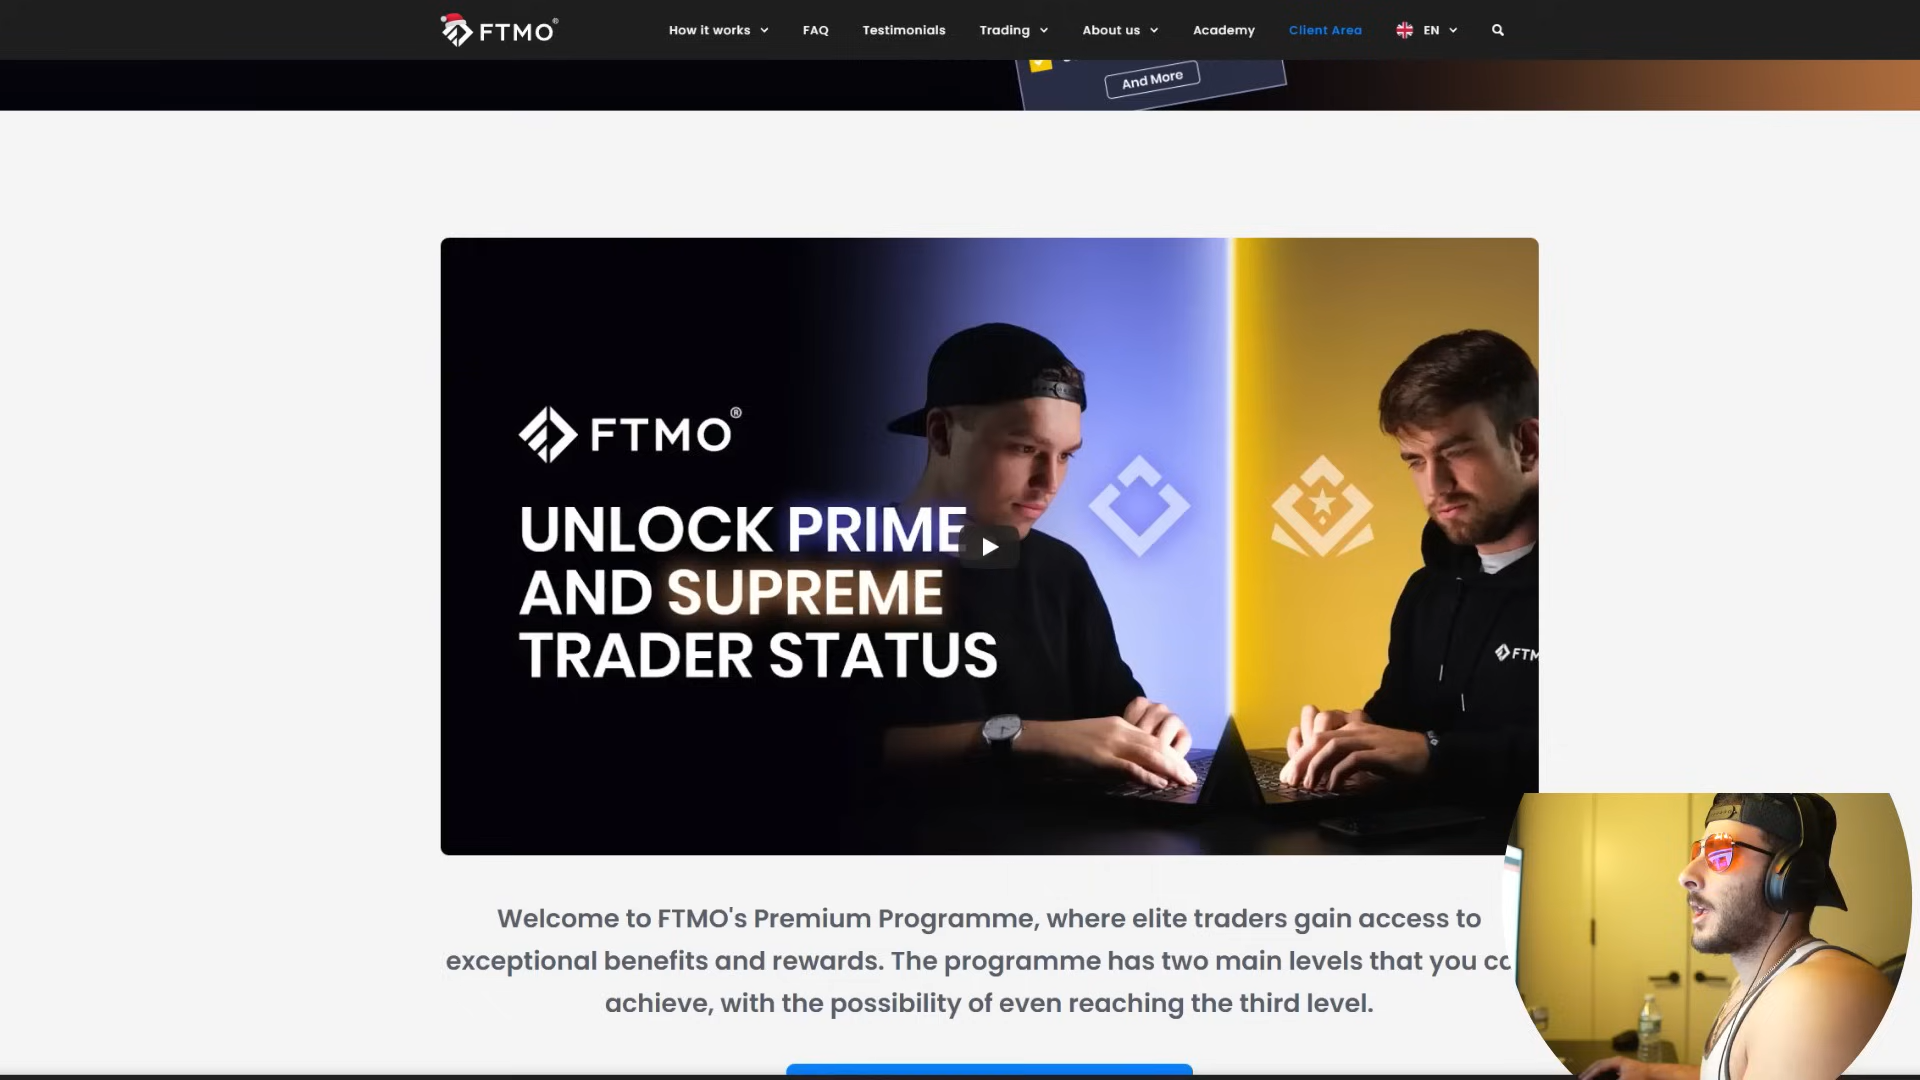 FTMO®
How it works
FAQ
Testimonials
Trading
About us
Academy
Client Area
EN
And More
FTMO®
UNLOCK PRIME
AND SUPREME
TRADER STATUS
FTM
Welcome to FTMO's Premium Programme, where elite traders gain access to
exceptional benefits and rewards. The programme has two main levels that you
achieve, with the possibility of even reaching the third level.